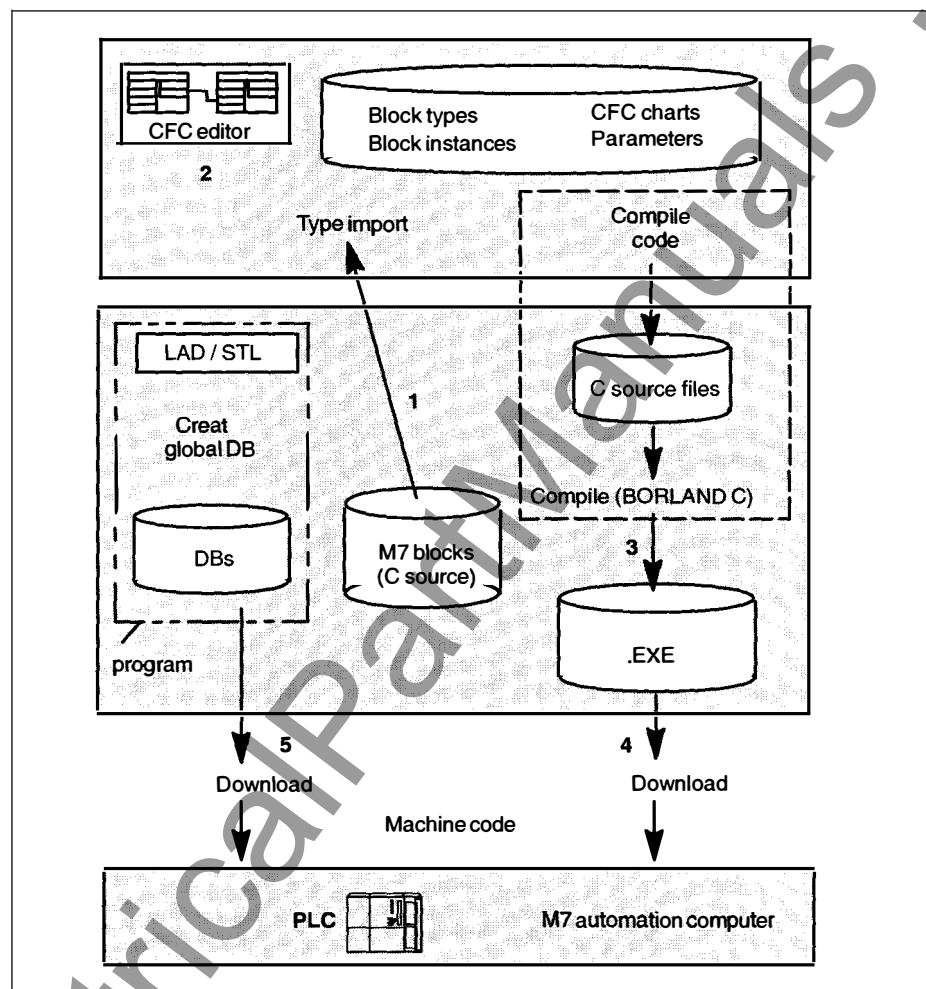 CFC editor
2
Block types
Block instances
CFC charts
Parameters
Type import
Compile
code
LAD / STL
Creat
global DB
DBs
program
1
M7 blocks
(C source)
C source files
Compile (BORLAND C)
3
.EXE
5
Download
4
Download
Machine code
PLC
M7 automation computer
tricalPartManuals